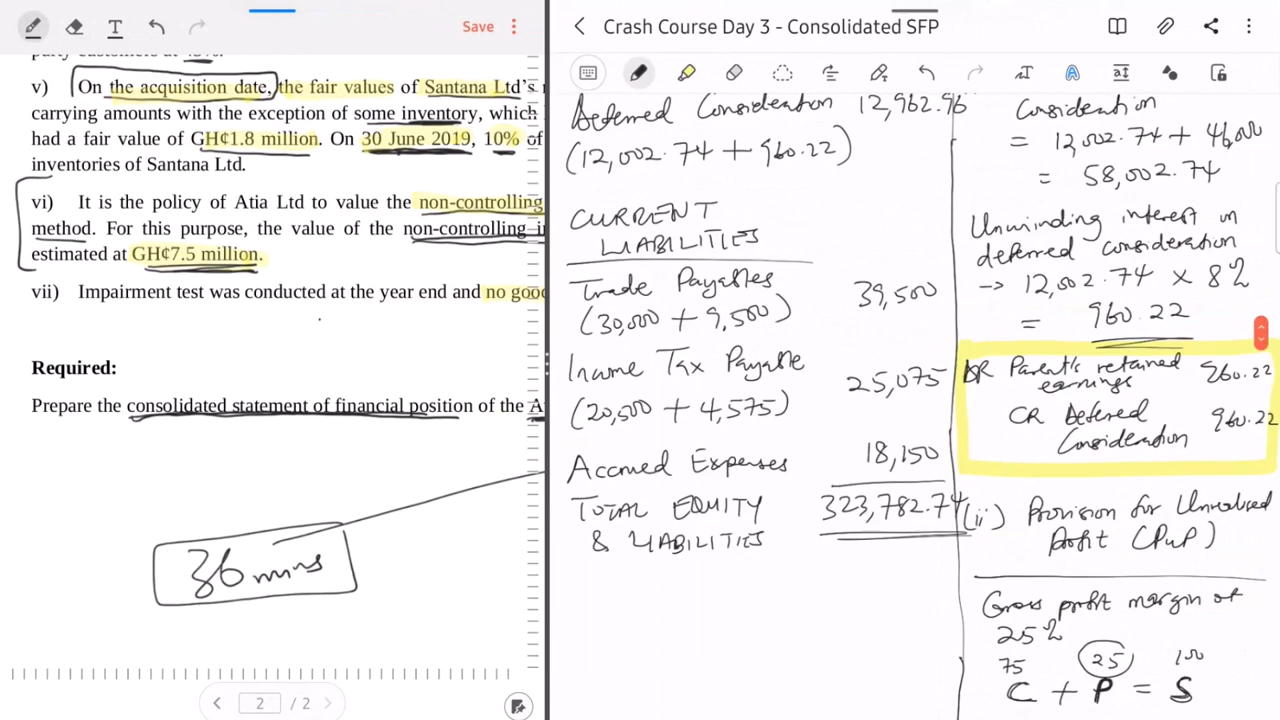 Save
party customers at
v) On the acquisition date, the fair values of Santana Ltd's
carrying amounts with the exception of some inventory, which
had a fair value of GH¢1.8 million. On 30 June 2019, 10% of
inventories of Santana Ltd.
vi) It is the policy of Atia Ltd to value the non-controlling
method. For this purpose, the value of the non-controlling
estimated at GH¢7.5 million.
vii) Impairment test was conducted at the year end and no
Required:
Prepare the consolidated statement of financial position of the A
36 mins
2 / 2
Crash Course Day 3 - Consolidated SFP
Deferred Consideration 12,962.96
(12,002.74 + 960.22)
CURRENT
LIABILITIES
Trade Payables
(30,000 + 9,500) 39,500
Income Tax Payable
(20,500 + 4,575) 25,075
Accrued Expenses 18,150
TOTAL EQUITY 323,782.74
& LIABILITIES
Consideration
= 12,002.74 + 46,000
= 58,002.74
Unwinding interest on
deferred consideration
→ 12,002.74 × 8%
= 960.22
DR Parent's retained
earnings 960.22
CR Deferred
Consideration 960.22
(ii) Provision for Unrealised
Profit (PuP)
Gross profit margin of
25%
75 25 100
C + P = S